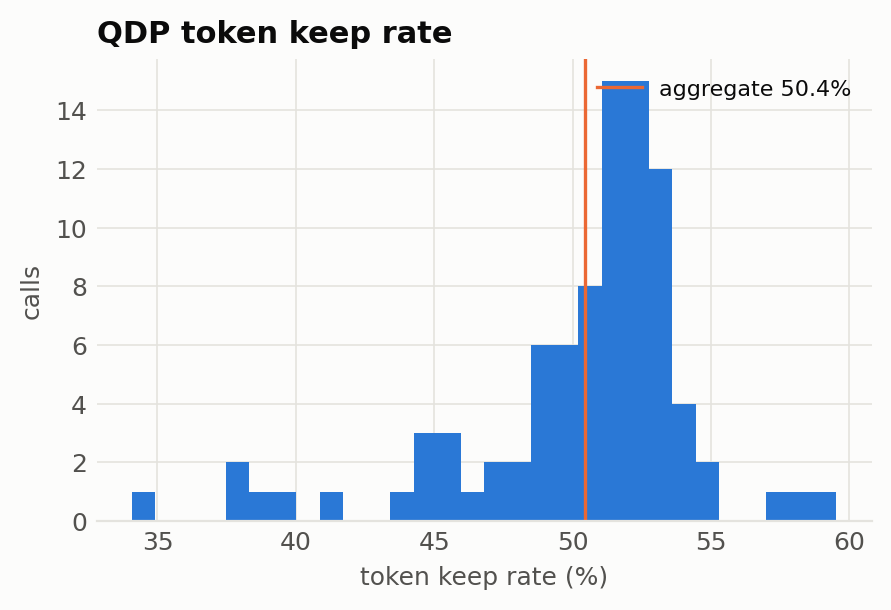 QDP token keep rate
aggregate 50.4%
14
12
10
8
6
4
2
0
calls
35 40 45 50 55 60
token keep rate (%)